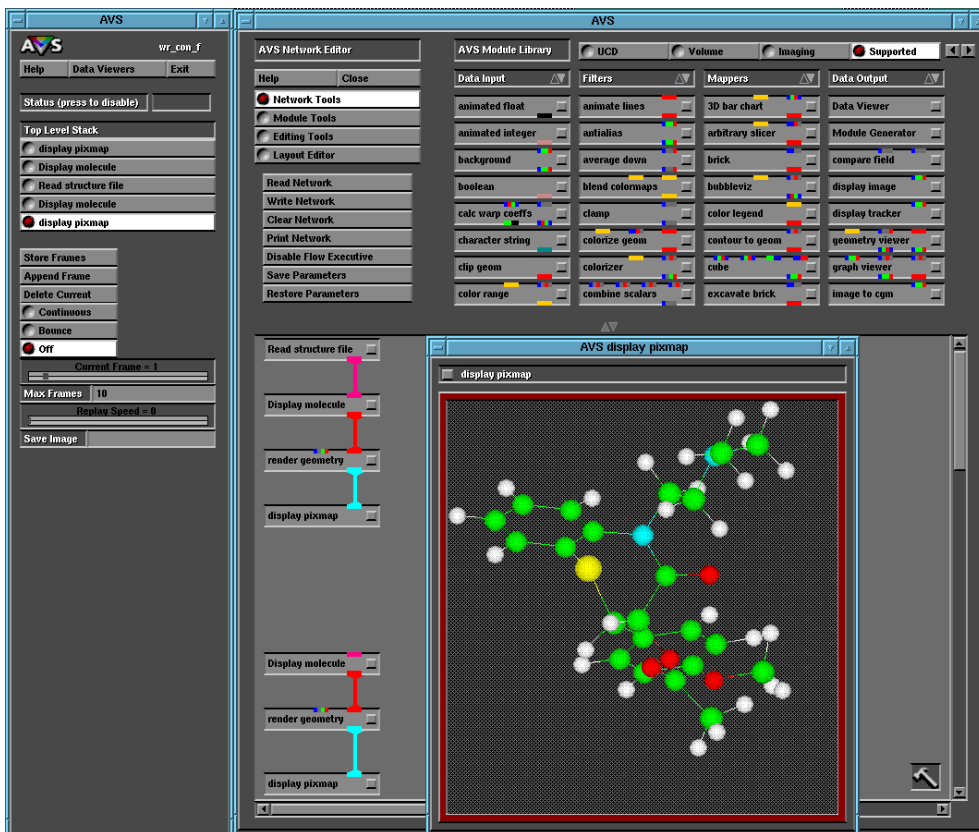 AVS
AVS wr_con_f
Help Data Viewers Exit
Status (press to disable)
Top Level Stack
display pixmap
Display molecule
Read structure file
Display molecule
display pixmap
Store Frames
Append Frame
Delete Current
Continuous
Bounce
Off
Current Frame = 1
Max Frames 10
Replay Speed = 0
Save Image
AVS
AVS Network Editor
Help Close
Network Tools
Module Tools
Editing Tools
Layout Editor
Read Network
Write Network
Clear Network
Print Network
Disable Flow Executive
Save Parameters
Restore Parameters
AVS Module Library UCD Volume Imaging Supported
Data Input Filters Mappers Data Output
animated float animate lines 3D bar chart Data Viewer
animated integer antialias arbitrary slicer Module Generator
background average down brick compare field
boolean blend colormaps bubbleviz display image
calc warp coeffs clamp color legend display tracker
character string colorize geom contour to geom geometry viewer
clip geom colorizer cube graph viewer
color range combine scalars excavate brick image to cgm
Read structure file
Display molecule
render geometry
display pixmap
Display molecule
render geometry
display pixmap
AVS display pixmap
display pixmap